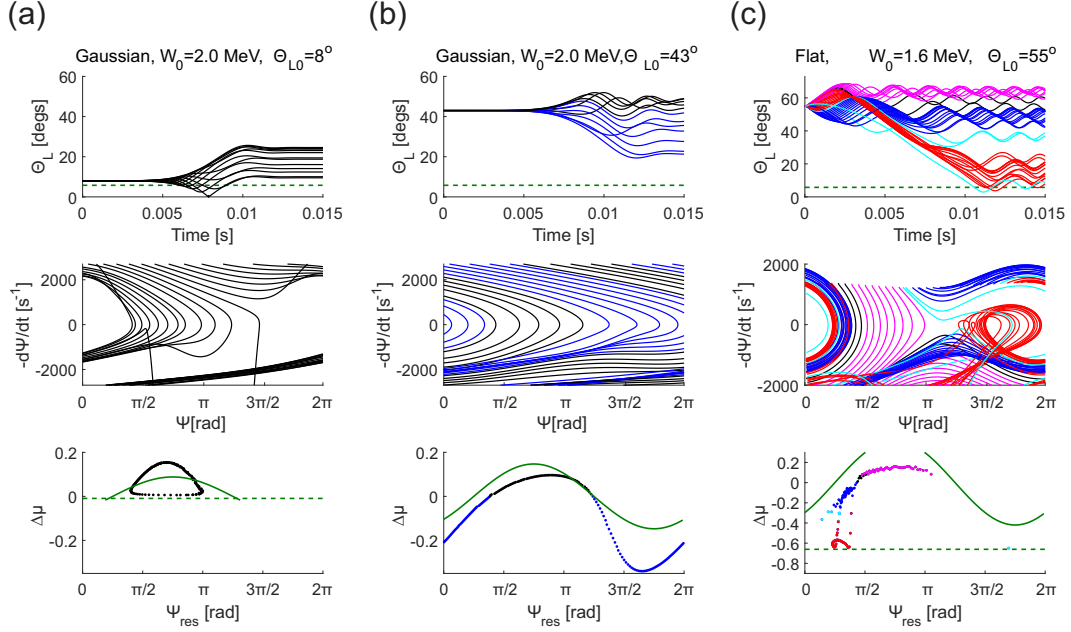 (a)
Gaussian, W0=2.0 MeV, ΘL0=8°
60
40
20
0
ΘL [degs]
0 0.005 0.01 0.015
Time [s]
2000
0
-2000
-dΨ/dt [s-1]
0 π/2 π 3π/2 2π
Ψ[rad]
0.2
0
-0.2
Δμ
0 π/2 π 3π/2 2π
Ψres [rad]
(b)
Gaussian, W0=2.0 MeV,ΘL0=43°
60
40
20
0
ΘL [degs]
0 0.005 0.01 0.015
Time [s]
2000
0
-2000
-dΨ/dt [s-1]
0 π/2 π 3π/2 2π
Ψ[rad]
0.2
0
-0.2
Δμ
0 π/2 π 3π/2 2π
Ψres [rad]
(c)
Flat, W0=1.6 MeV, ΘL0=55°
60
40
20
0
ΘL [degs]
0 0.005 0.01 0.015
Time [s]
2000
0
-2000
-dΨ/dt [s-1]
0 π/2 π 3π/2 2π
Ψ[rad]
0.2
0
-0.2
-0.4
-0.6
-0.8
Δμ
0 π/2 π 3π/2 2π
Ψres [rad]